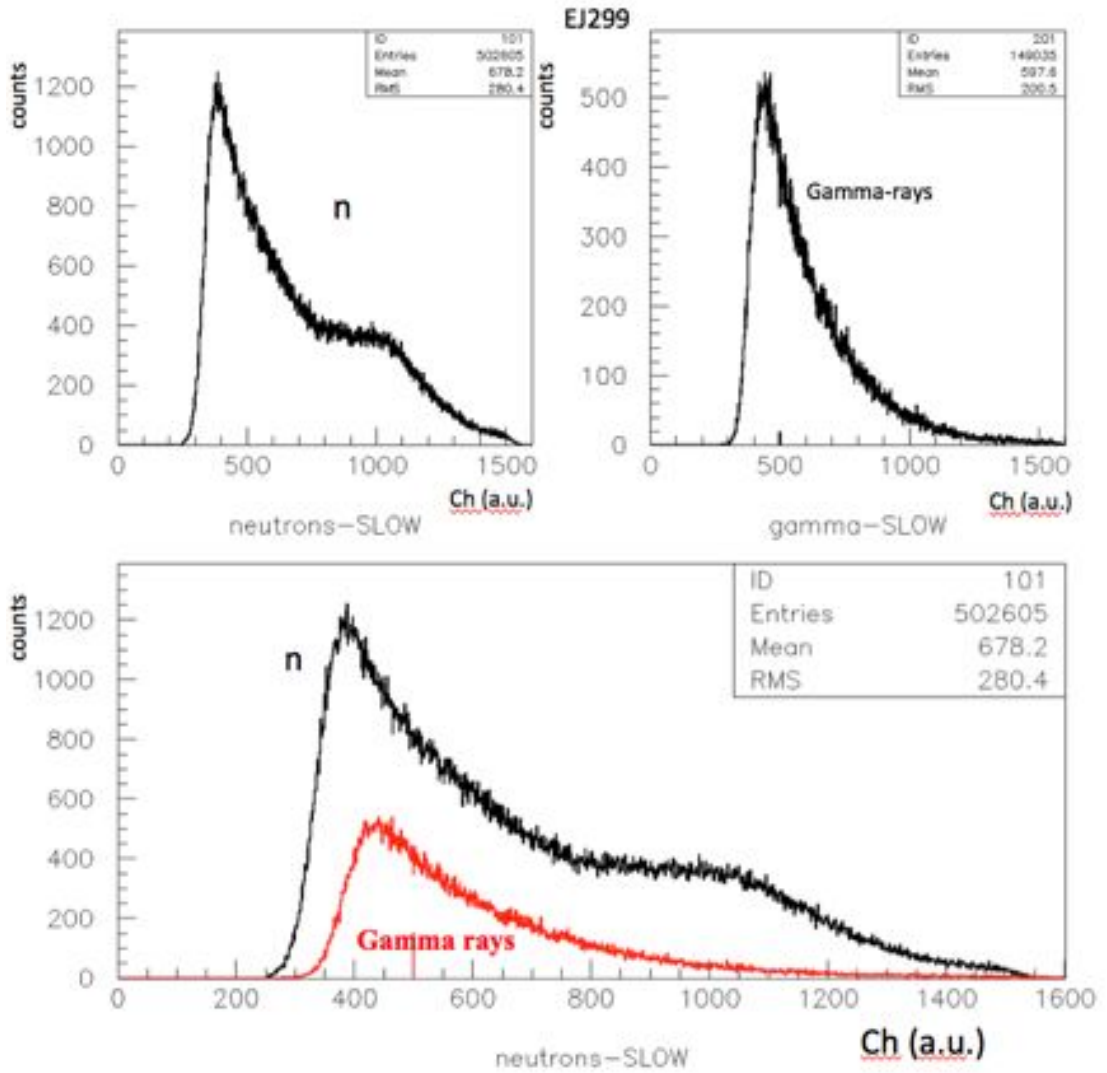 EJ299
ID 101
Entries 502605
Mean 678.2
RMS 280.4
counts
1200
1000
800
600
400
200
0
n
0 500 1000 1500
Ch (a.u.)
neutrons-SLOW
ID 201
Entries 149035
Mean 597.6
RMS 200.5
counts
500
400
300
200
100
0
Gamma-rays
0 500 1000 1500
Ch (a.u.)
gamma-SLOW
ID 101
Entries 502605
Mean 678.2
RMS 280.4
counts
1200
1000
800
600
400
200
0
n
Gamma rays
0 200 400 600 800 1000 1200 1400 1600
Ch (a.u.)
neutrons-SLOW